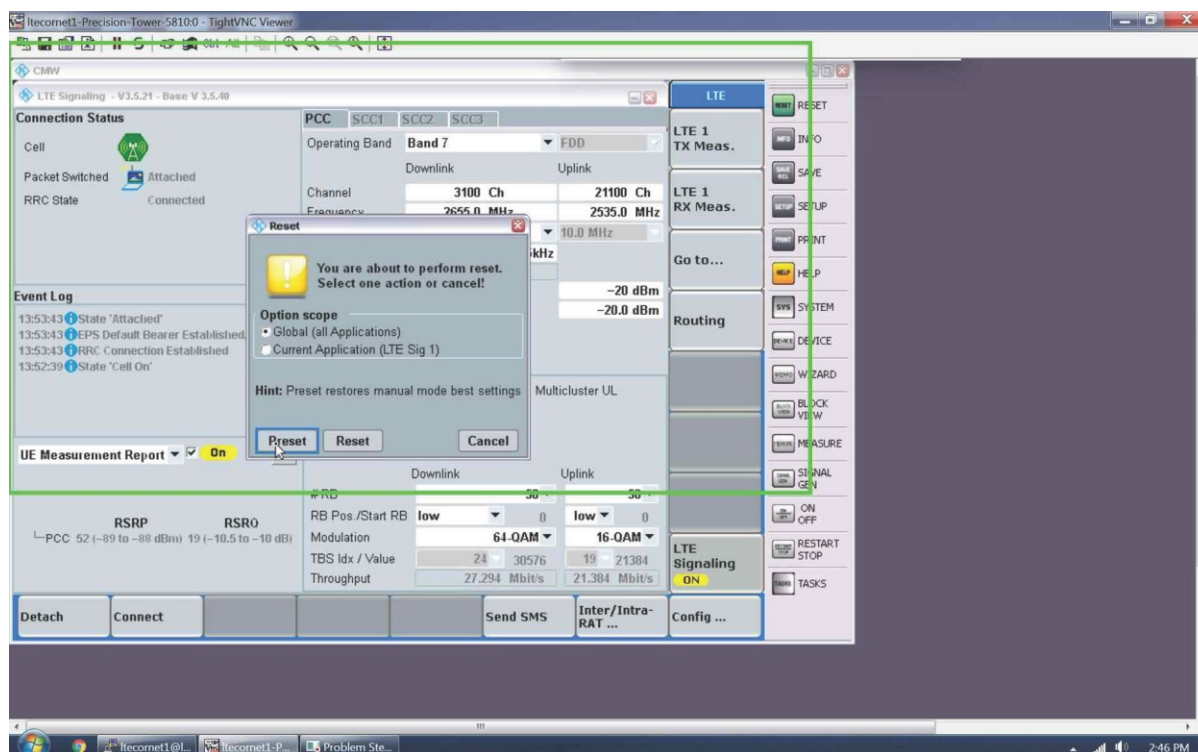 ltecornet1-Precision-Tower-5810:0 - TightVNC Viewer
CMW
LTE Signaling - V3.5.21 - Base V 3.5.40
Connection Status
Cell
Packet Switched Attached
RRC State Connected
PCC SCC1 SCC2 SCC3
Operating Band Band 7 FDD
Downlink Uplink
Channel 3100 Ch 21100 Ch
Frequency 2655.0 MHz 2535.0 MHz
10.0 MHz
kHz
-20 dBm
-20.0 dBm
Reset
You are about to perform reset.
Select one action or cancel!
Option scope
Global (all Applications)
Current Application (LTE Sig 1)
Hint: Preset restores manual mode best settings
Preset Reset Cancel
Multicluster UL
Event Log
13:53:43 State 'Attached'
13:53:43 EPS Default Bearer Established,
13:53:43 RRC Connection Established
13:52:39 State 'Cell On'
UE Measurement Report On
RSRP RSRQ
PCC 52 (-89 to -88 dBm) 19 (-10.5 to -10 dB)
Downlink Uplink
# RB 50 50
RB Pos./Start RB low 0 low 0
Modulation 64-QAM 16-QAM
TBS Idx / Value 24 30576 19 21384
Throughput 27.294 Mbit/s 21.384 Mbit/s
Detach Connect Send SMS Inter/Intra-
RAT ...
Config ...
LTE
LTE 1
TX Meas.
LTE 1
RX Meas.
Go to...
Routing
LTE
Signaling
ON
RESET
INFO
SAVE
SETUP
PRINT
HELP
SYSTEM
DEVICE
WIZARD
BLOCK
VIEW
MEASURE
SIGNAL
GEN
ON
OFF
RESTART
STOP
TASKS
ltecornet1@l... ltecornet1-P... Problem Ste... 2:46 PM